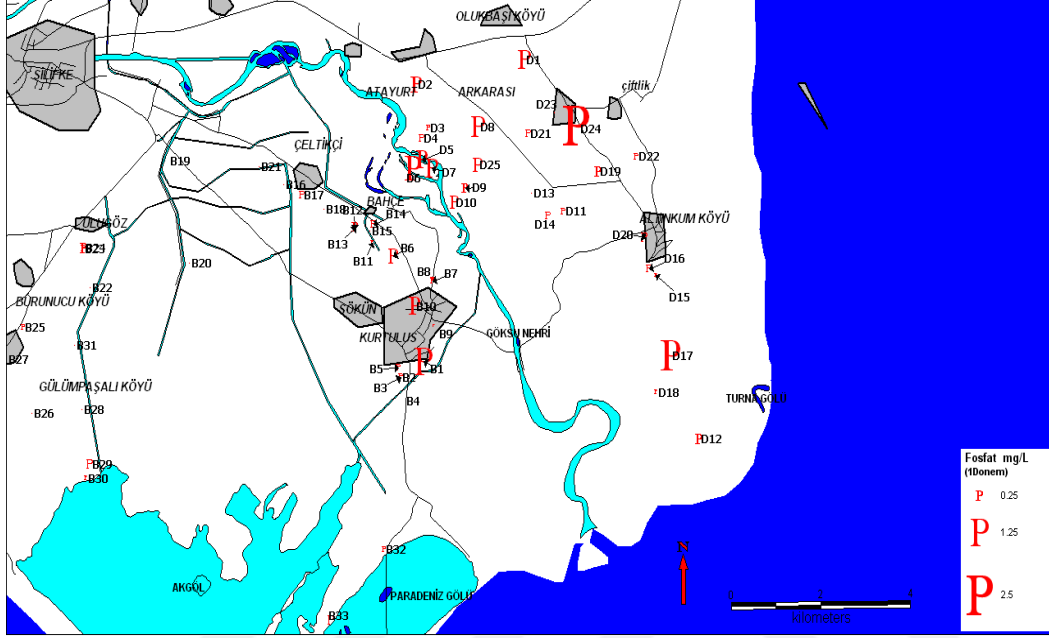 OLUKBAŞI KÖYÜ
P D1
SİLİFKE
ATAYURT
P D2
ARKARASI
çiftlik
D23
P D24
P D3
P D4
P D8
P D21
ÇELTİKÇİ
B19
B21
D5
D6
D7
P D25
P D19
P D22
B16
P B17
P D9
P D10
D13
B18
B12
BAHÇE
B14
D14
P D11
ALTINKUM KÖYÜ
ULUGÖZ
B13
B15
D20
B24
B23
B11
P B6
P D16
B20
B8
B7
D15
B22
BURUNUCU KÖYÜ
SÖKÜN
P B10
P B25
KURTULUŞ
B9
GÖKSU NEHRİ
B31
B27
P B1
P D17
B5
B2
B3
GÜLÜMPAŞALI KÖYÜ
P D18
TURNA GÖLÜ
B4
B26
B28
P D12
P B29
P B30
Fosfat mg/L
(1Donem)
P 0.25
P 1.25
P 2.5
P B32
N
AKGÖL
PARADENİZ GÖLÜ
P B33
0 2 4
kilometers